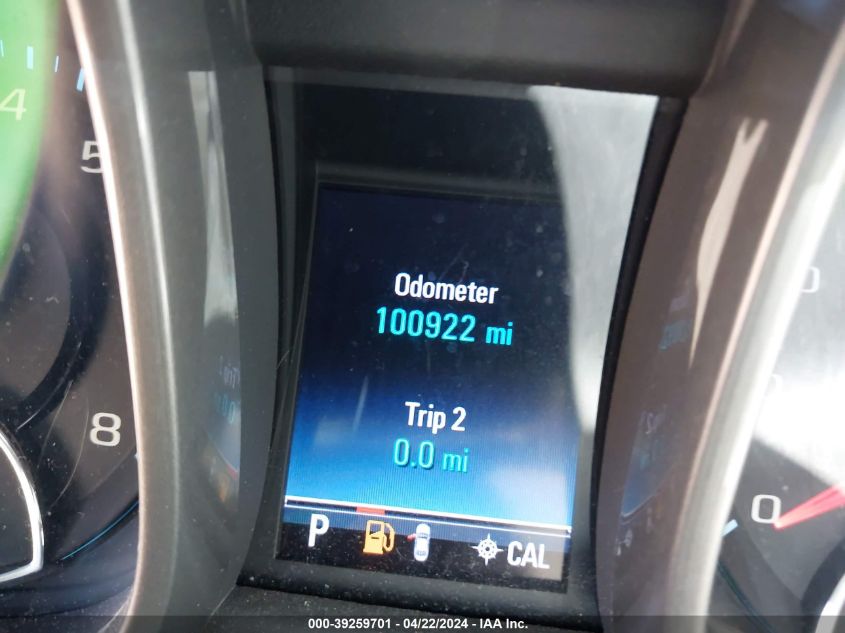 4
5
8
Odometer
100922 mi
Trip 2
0.0 mi
P
CAL
0
000-39259701 - 04/22/2024 - IAA Inc.